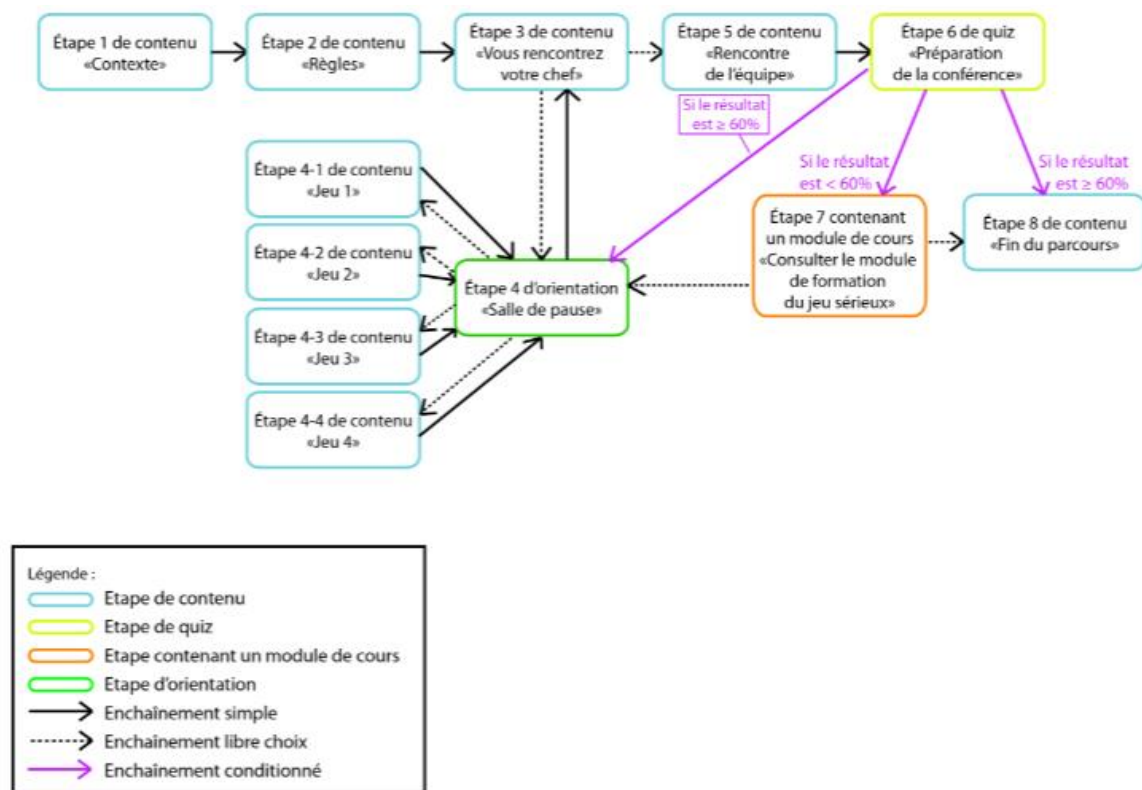 Étape 1 de contenu
«Contexte»
Étape 2 de contenu
«Règles»
Étape 3 de contenu
«Vous rencontrez
votre chef»
Étape 5 de contenu
«Rencontre
de l'équipe»
Étape 6 de quiz
«Préparation
de la conférence»
Si le résultat
est ≥ 60%
Si le résultat
est < 60%
Si le résultat
est ≥ 60%
Étape 4-1 de contenu
«Jeu 1»
Étape 4-2 de contenu
«Jeu 2»
Étape 4-3 de contenu
«Jeu 3»
Étape 4-4 de contenu
«Jeu 4»
Étape 4 d'orientation
«Salle de pause»
Étape 7 contenant
un module de cours
«Consulter le module
de formation
du jeu sérieux»
Étape 8 de contenu
«Fin du parcours»
Légende :
Etape de contenu
Etape de quiz
Etape contenant un module de cours
Etape d'orientation
Enchaînement simple
Enchaînement libre choix
Enchaînement conditionné